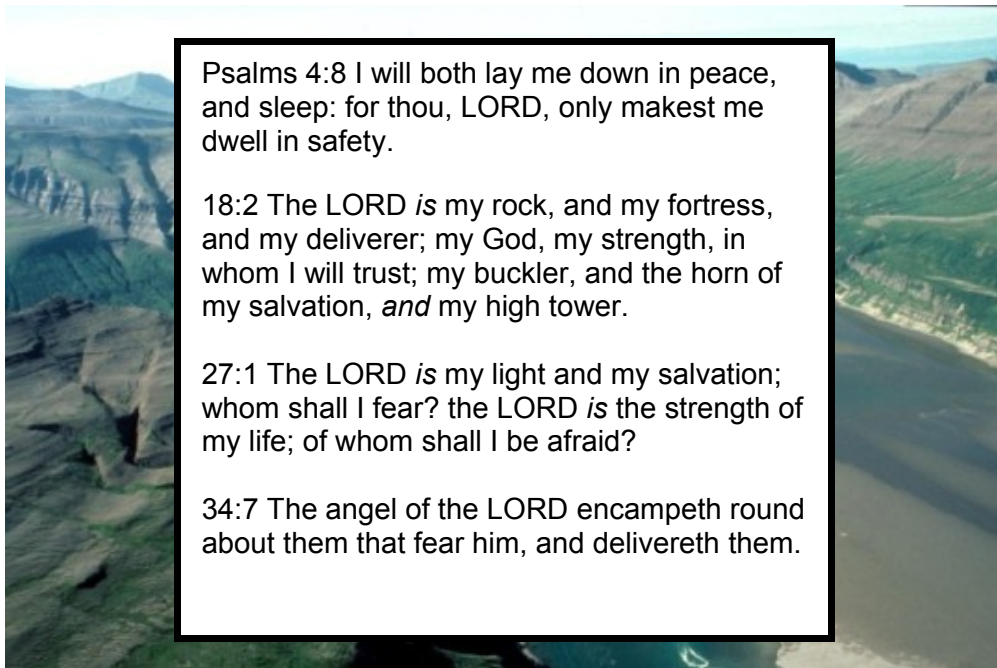 Psalms 4:8 I will both lay me down in peace,
and sleep: for thou, LORD, only makest me
dwell in safety.
18:2 The LORD is my rock, and my fortress,
and my deliverer; my God, my strength, in
whom I will trust; my buckler, and the horn of
my salvation, and my high tower.
27:1 The LORD is my light and my salvation;
whom shall I fear? the LORD is the strength of
my life; of whom shall I be afraid?
34:7 The angel of the LORD encampeth round
about them that fear him, and delivereth them.